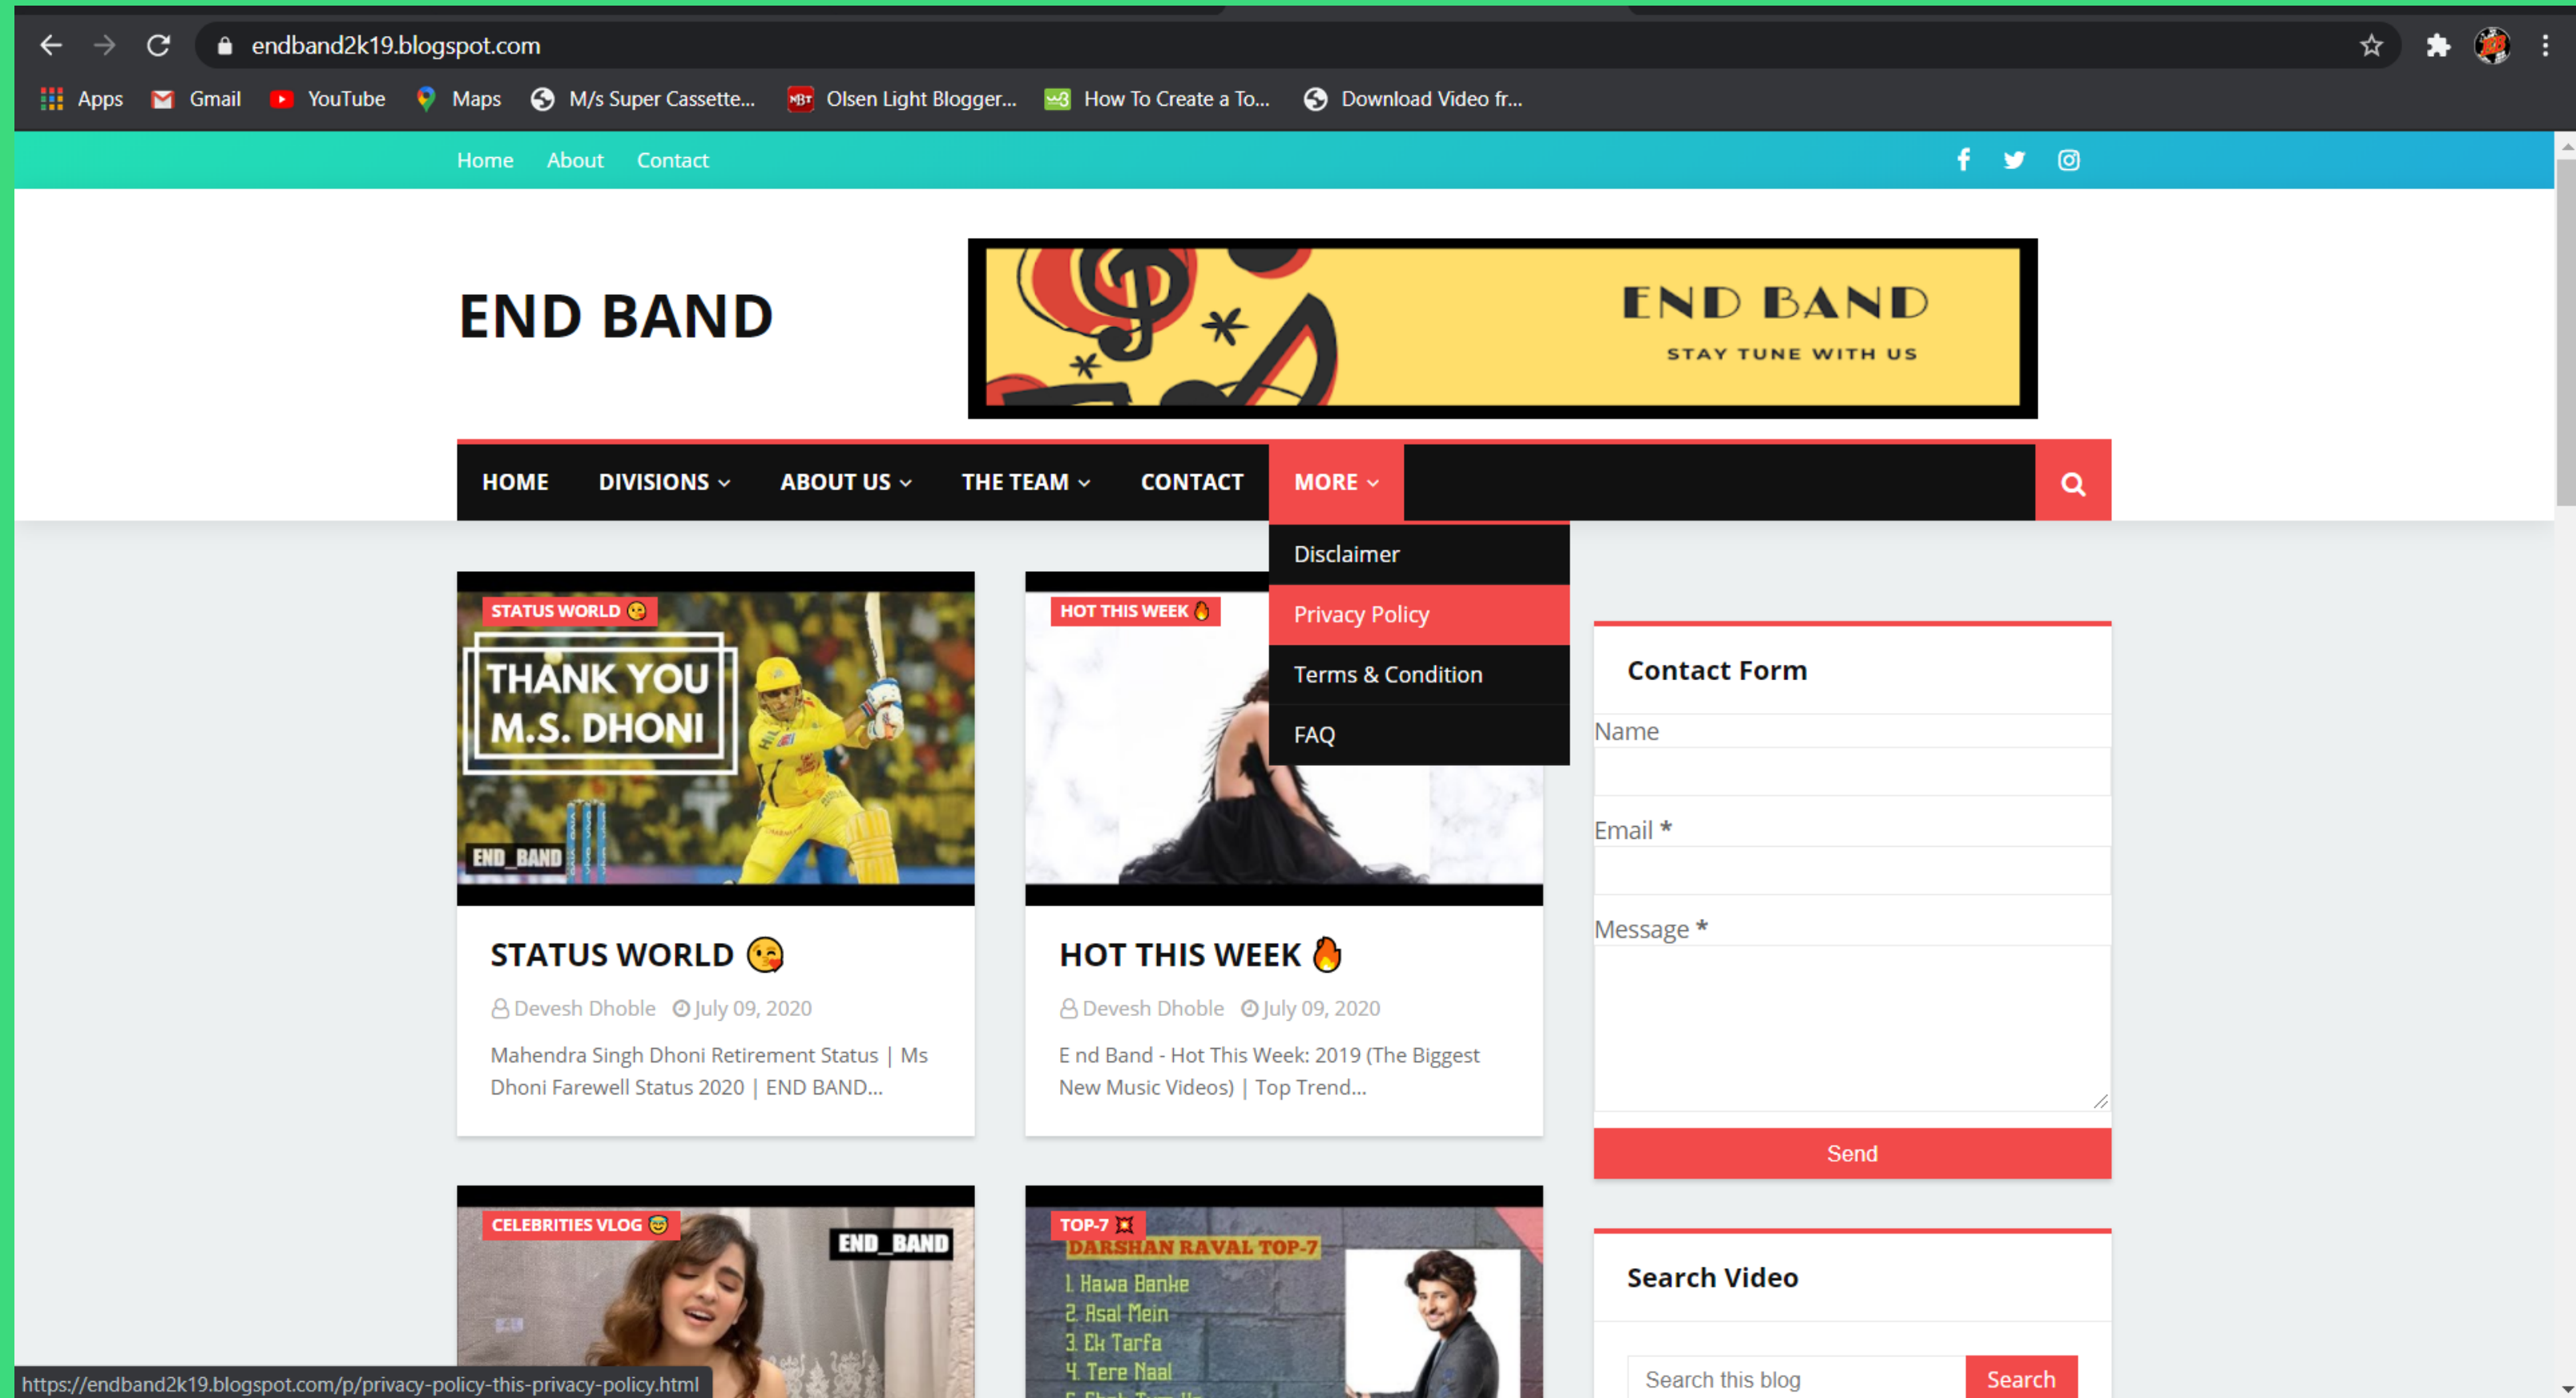 endband2k19.blogspot.com
Apps Gmail YouTube Maps M/s Super Cassette... Olsen Light Blogger... How To Create a To... Download Video fr...
Home About Contact
END BAND
END BAND
STAY TUNE WITH US
HOME DIVISIONS ABOUT US THE TEAM CONTACT MORE
Disclaimer
Privacy Policy
Terms & Condition
FAQ
STATUS WORLD 😘
THANK YOU
M.S. DHONI
END_BAND
STATUS WORLD 😘
Devesh Dhoble July 09, 2020
Mahendra Singh Dhoni Retirement Status | Ms
Dhoni Farewell Status 2020 | END BAND...
HOT THIS WEEK 🔥
HOT THIS WEEK 🔥
Devesh Dhoble July 09, 2020
E nd Band - Hot This Week: 2019 (The Biggest
New Music Videos) | Top Trend...
Contact Form
Name
Email *
Message *
Send
CELEBRITIES VLOG 😇
END_BAND
TOP-7 💥
DARSHAN RAVAL TOP-7
1. Hawa Banke
2. Asal Mein
3. Ek Tarfa
4. Tere Naal
Search Video
Search this blog
Search
https://endband2k19.blogspot.com/p/privacy-policy-this-privacy-policy.html